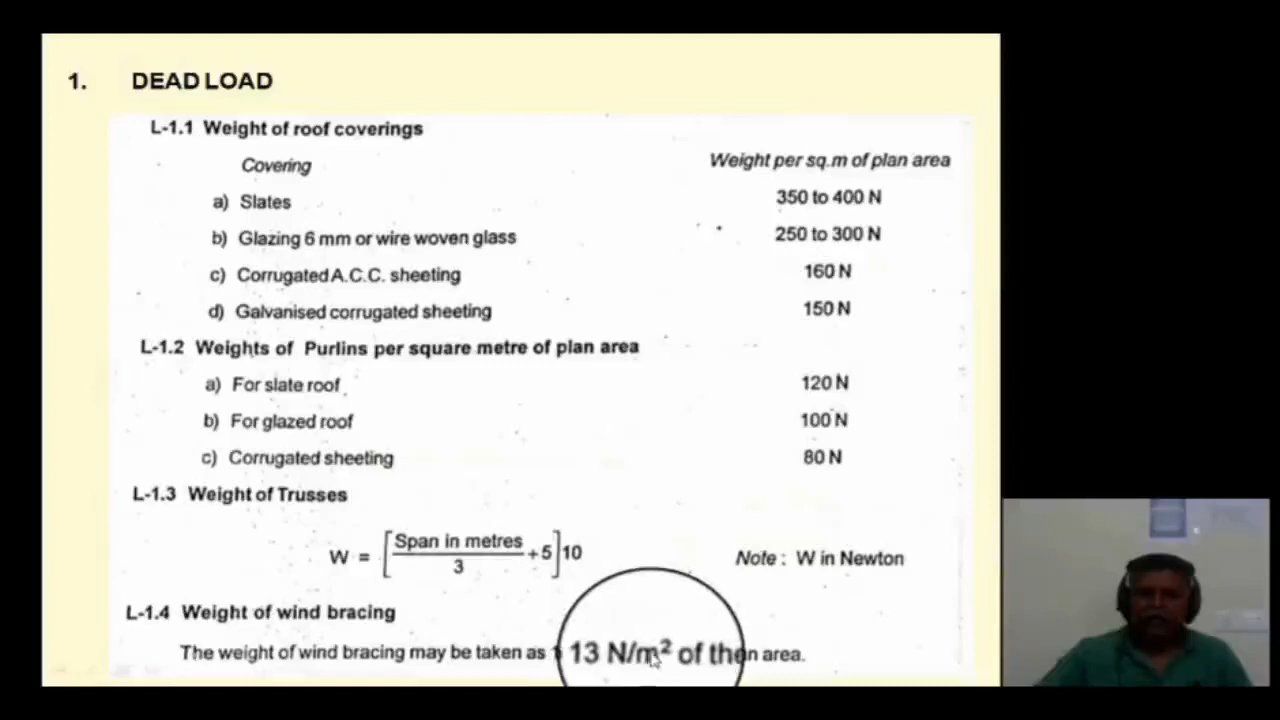 1. DEAD LOAD
L-1.1 Weight of roof coverings
Covering Weight per sq.m of plan area
a) Slates 350 to 400 N
b) Glazing 6 mm or wire woven glass 250 to 300 N
c) Corrugated A.C.C. sheeting 160 N
d) Galvanised corrugated sheeting 150 N
L-1.2 Weights of Purlins per square metre of plan area
a) For slate roof 120 N
b) For glazed roof 100 N
c) Corrugated sheeting 80 N
L-1.3 Weight of Trusses
W = [Span in metres / 3 + 5] 10 Note : W in Newton
L-1.4 Weight of wind bracing
The weight of wind bracing may be taken as 13 N/m² of the area.